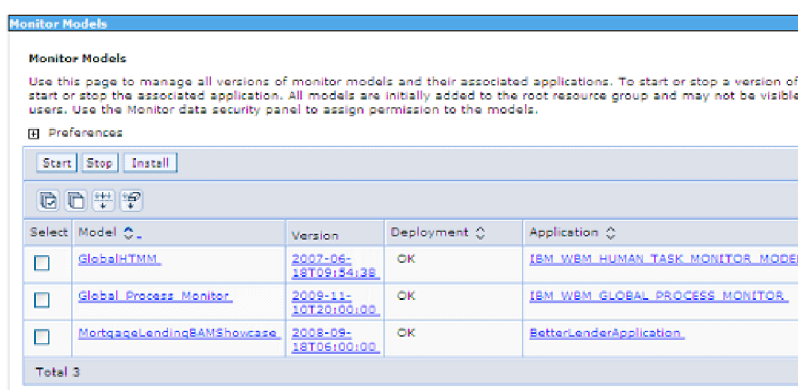 Monitor Models
Monitor Models
Use this page to manage all versions of monitor models and their associated applications. To start or stop a version of
start or stop the associated application. All models are initially added to the root resource group and may not be visible
users. Use the Monitor data security panel to assign permission to the models.
Preferences
Start Stop Install
Select Model Version Deployment Application
GlobalHTMM 2007-06-18T09:54:38 OK IBM_WBM_HUMAN_TASK_MONITOR_MODE
Global_Process_Monitor 2009-11-10T20:00:00 OK IBM_WBM_GLOBAL_PROCESS_MONITOR
MortgageLendingBAMShowcase 2008-09-18T06:00:00 OK BetterLenderApplication
Total 3